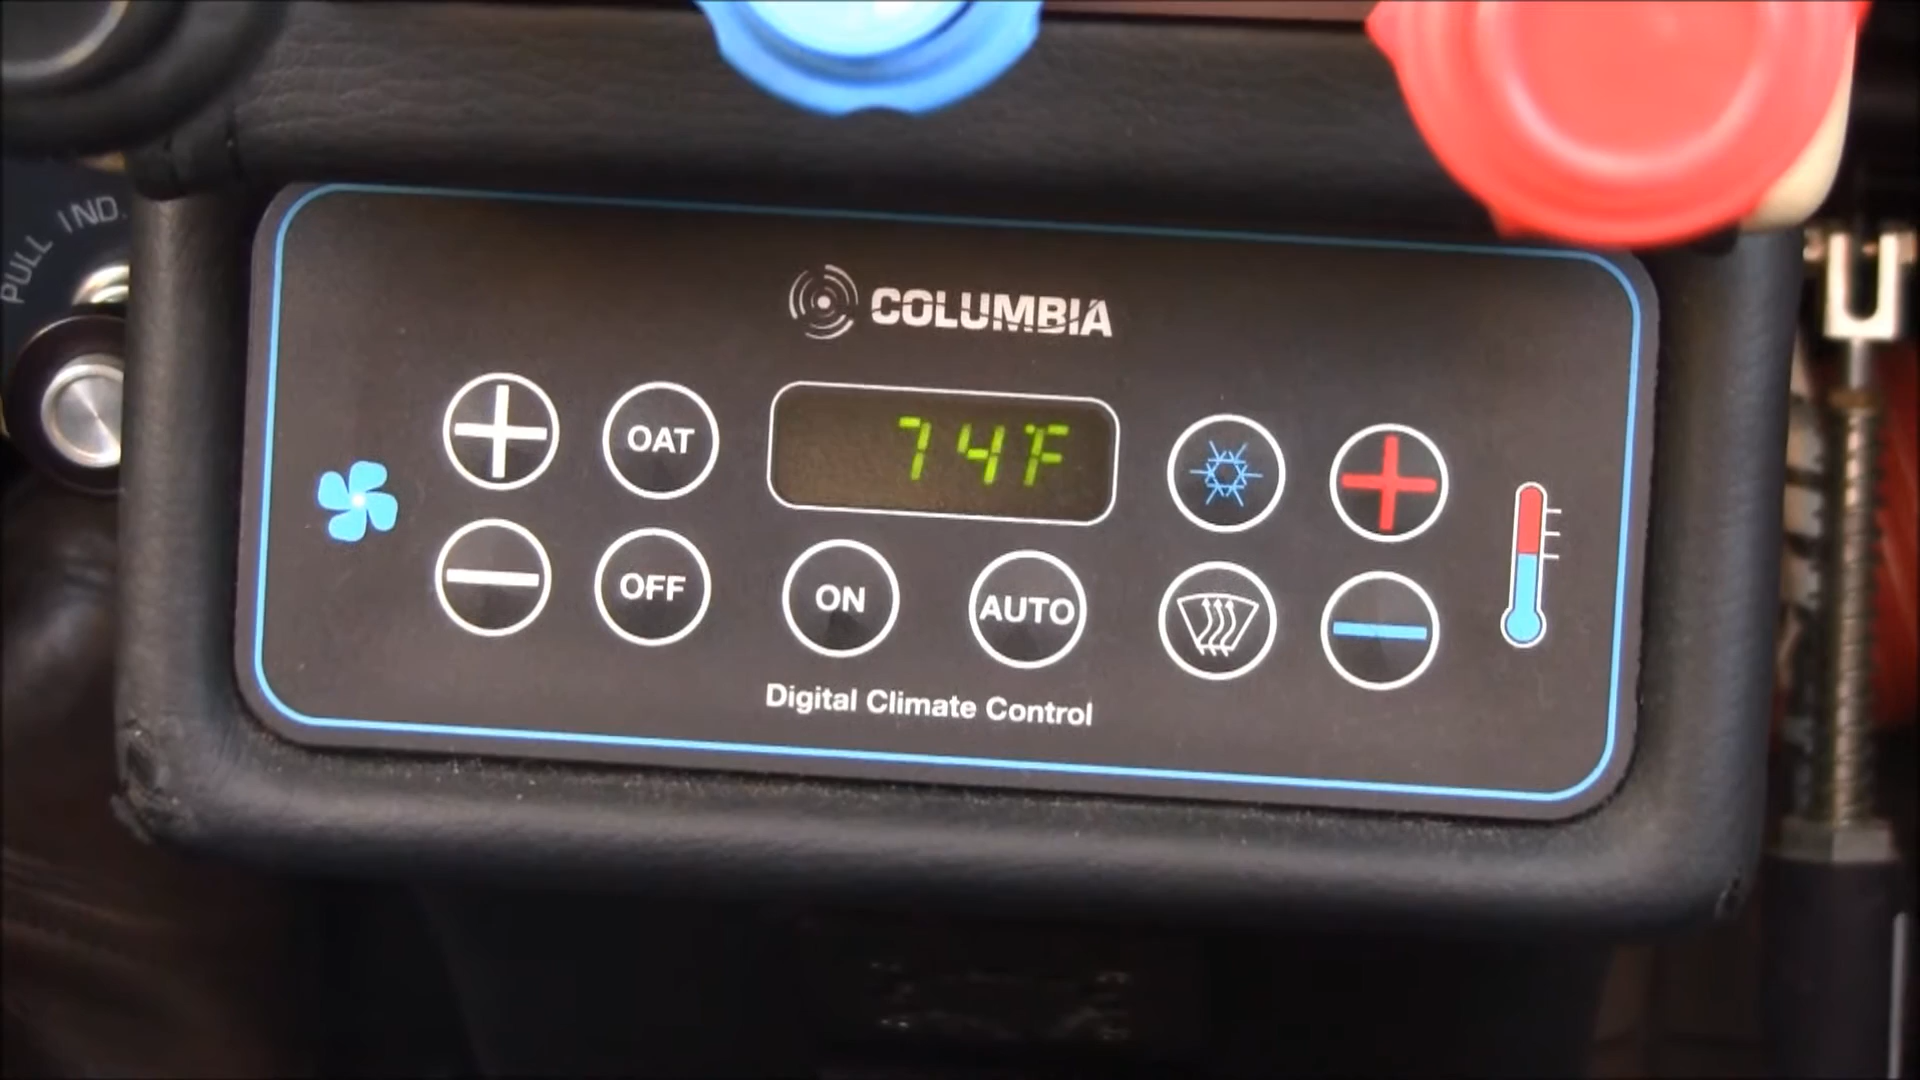 PULL IND.
COLUMBIA
OAT
74F
OFF
ON
AUTO
Digital Climate Control